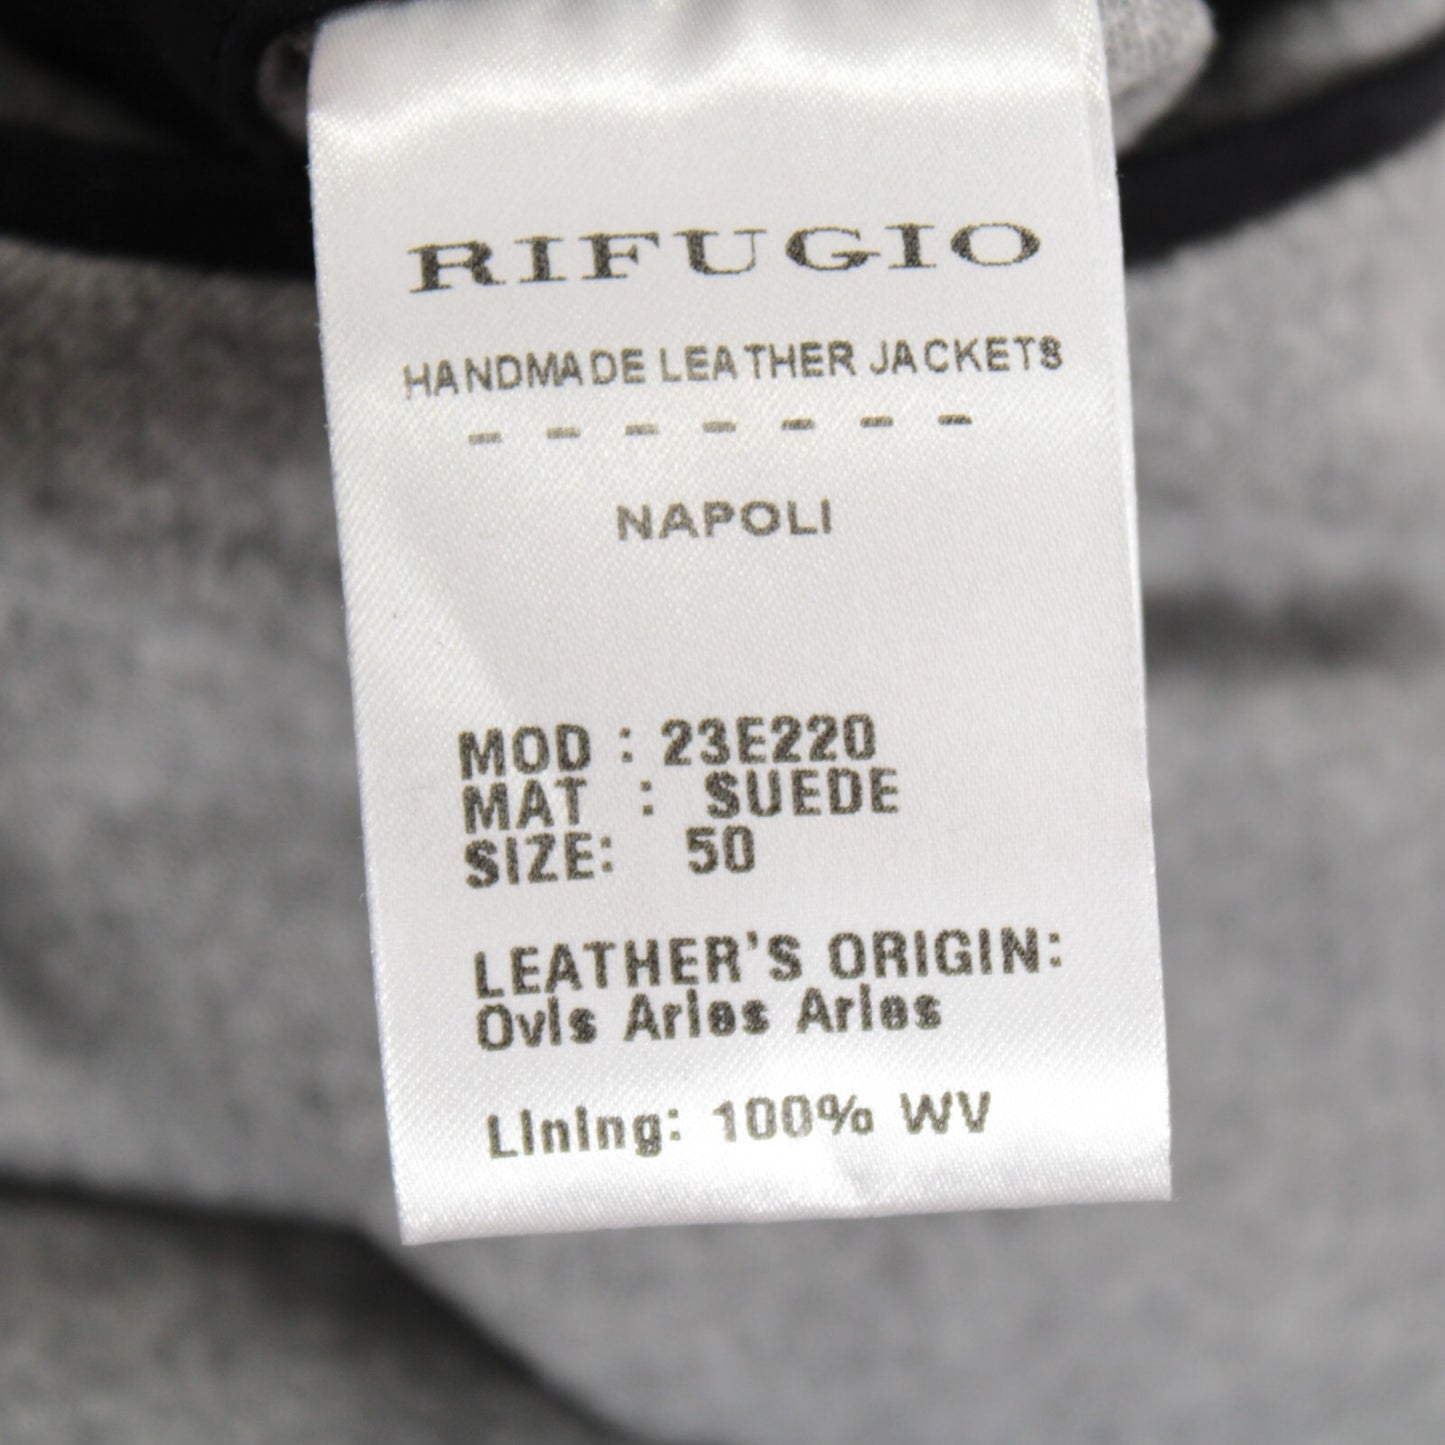 RIFUGIO
HANDMADE LEATHER JACKETS
- - - - - - -
NAPOLI
MOD : 23E220
MAT : SUEDE
SIZE: 50
LEATHER'S ORIGIN:
Ovis Aries Aries
Lining: 100% WV